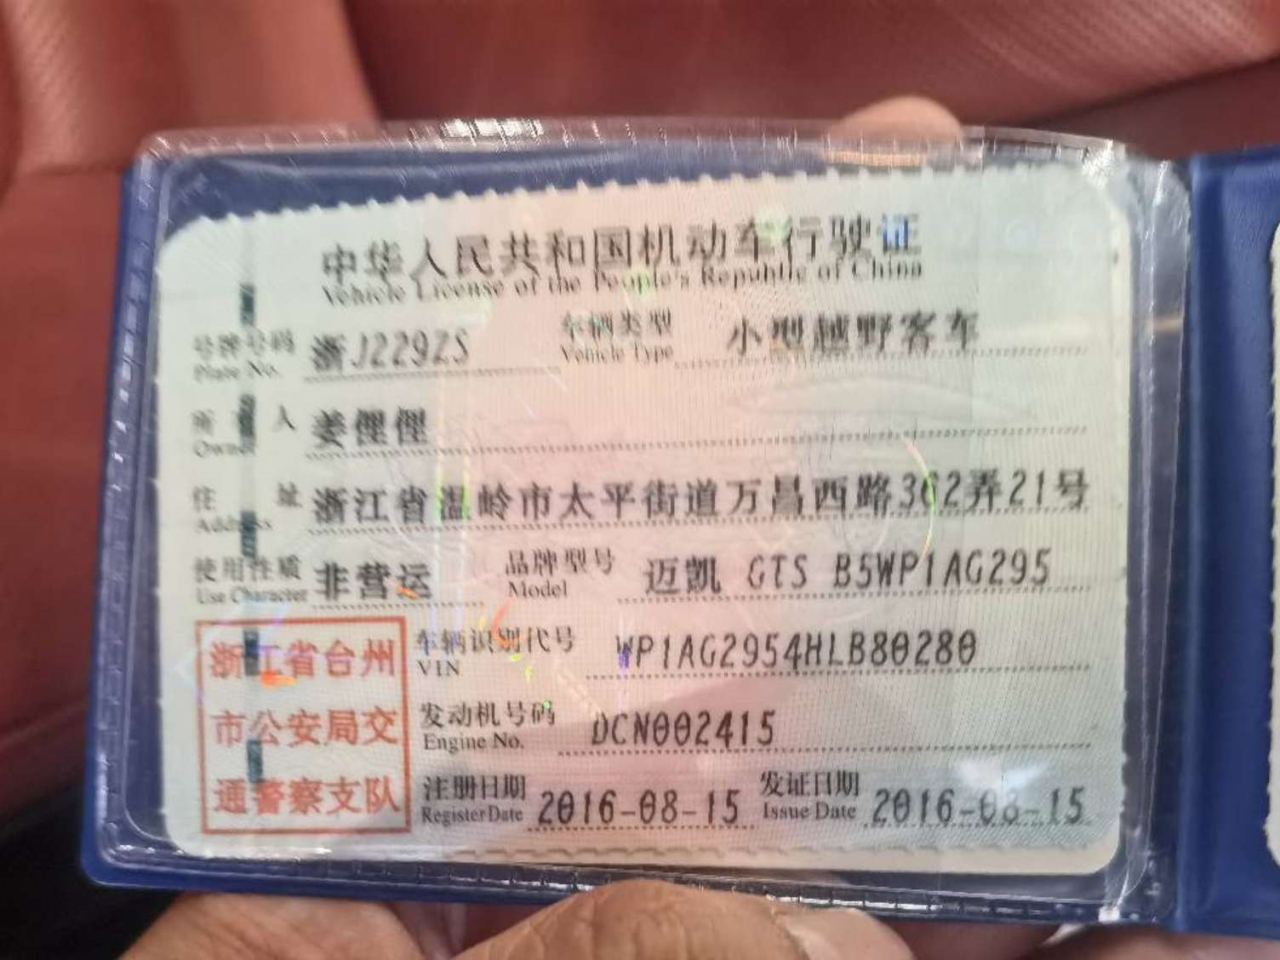 中华人民共和国机动车行驶证
Vehicle License of the People's Republic of China
号牌号码 浙J229ZS 车辆类型 小型越野客车
Plate No. Vehicle Type
所有人 姜俚俚
Owner
住址 浙江省温岭市太平街道万昌西路362弄21号
Address
使用性质 非营运 品牌型号 迈凯 GTS B5WP1AG295
Use Character Model
浙江省台州
市公安局交
通警察支队
车辆识别代号 WP1AG2954HLB80280
VIN
发动机号码 DCN002415
Engine No.
注册日期 2016-08-15 发证日期 2016-08-15
Register Date Issue Date